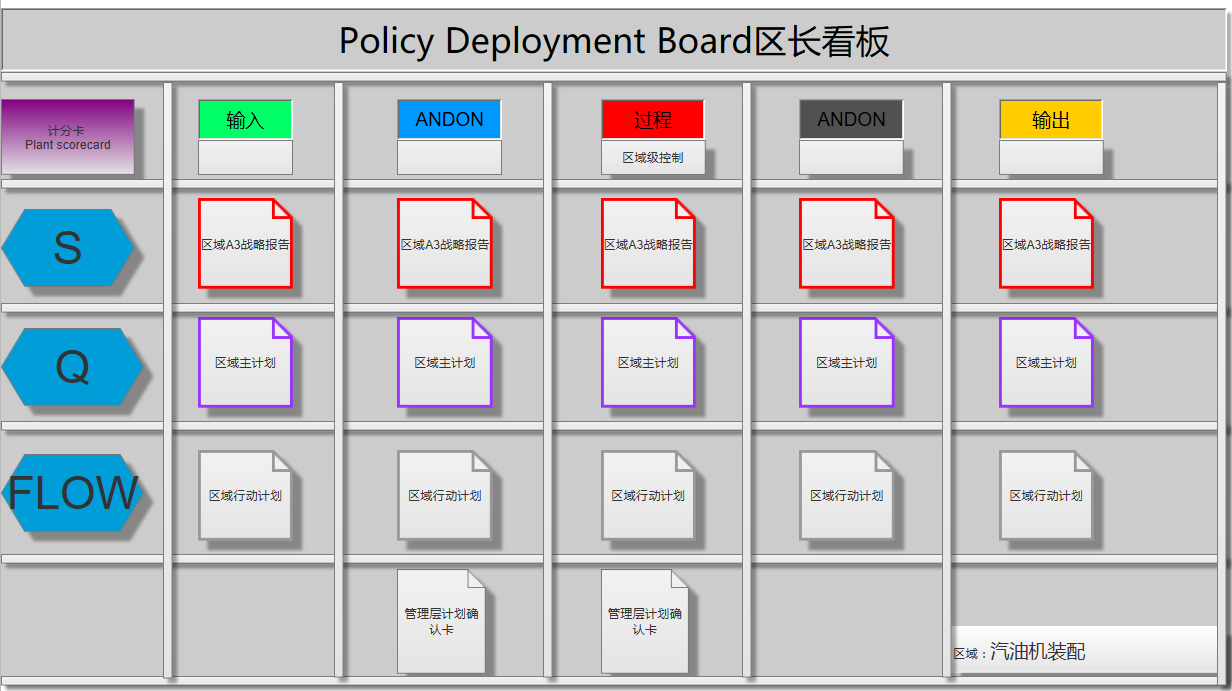 Policy Deployment Board区长看板
计分卡
Plant scorecard
输入
ANDON
过程
ANDON
输出
区域级控制
S
区域A3战略报告
区域A3战略报告
区域A3战略报告
区域A3战略报告
区域A3战略报告
Q
区域主计划
区域主计划
区域主计划
区域主计划
区域主计划
FLOW
区域行动计划
区域行动计划
区域行动计划
区域行动计划
区域行动计划
管理层计划确
认卡
管理层计划确
认卡
区域：汽油机装配